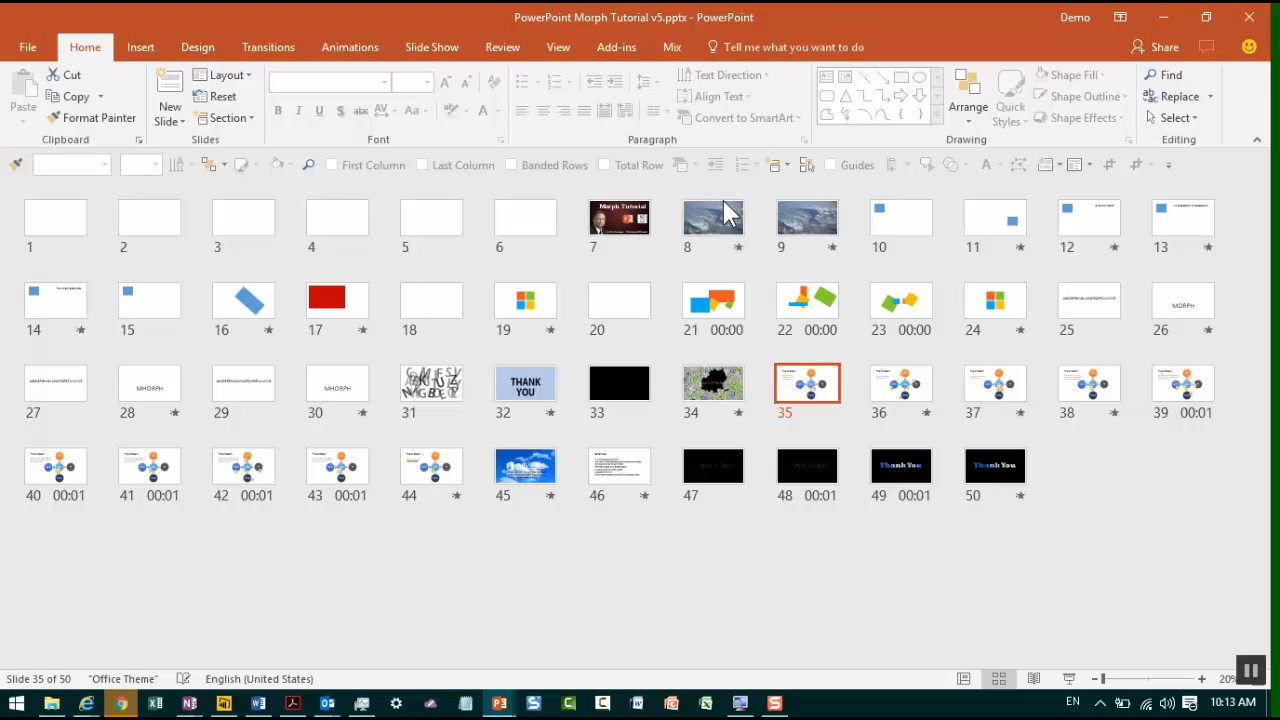 PowerPoint Morph Tutorial v5.pptx - PowerPoint
Demo
File Home Insert Design Transitions Animations Slide Show Review View Add-ins Mix Tell me what you want to do Share
Cut
Copy
Format Painter
Paste
Clipboard
New Slide
Layout
Reset
Section
Slides
Font
Text Direction
Align Text
Convert to SmartArt
Paragraph
Arrange
Quick Styles
Shape Fill
Shape Outline
Shape Effects
Drawing
Find
Replace
Select
Editing
First Column Last Column Banded Rows Total Row Guides
Morph Tutorial
1 2 3 4 5 6 7 8 9 10 11 12 13
MORPH
14 15 16 17 18 19 20 21 00:00 22 00:00 23 00:00 24 25 26
MHORPH MHORPH THANK YOU
27 28 29 30 31 32 33 34 35 36 37 38 39 00:01
Thank You Thank You
40 00:01 41 00:01 42 00:01 43 00:01 44 45 46 47 48 00:01 49 00:01 50
Slide 35 of 50 "Office Theme" English (United States)
EN 10:13 AM